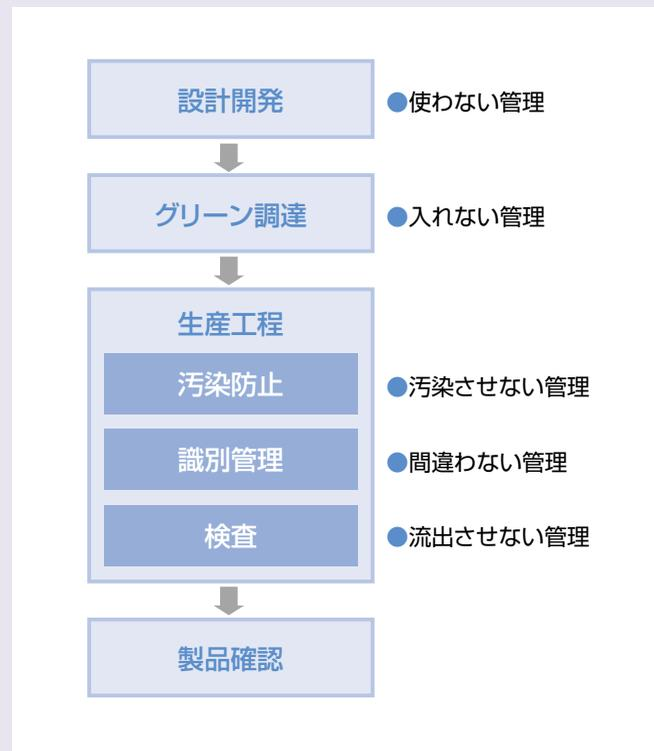 設計開発
●使わない管理
グリーン調達
●入れない管理
生産工程
汚染防止
●汚染させない管理
識別管理
●間違わない管理
検査
●流出させない管理
製品確認